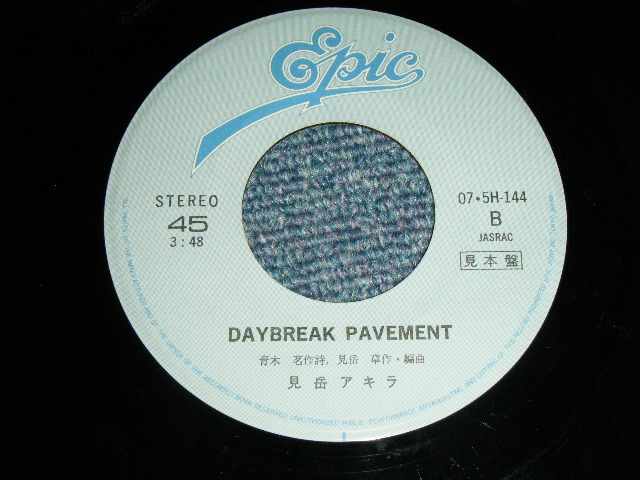 Epic
STEREO
45
3:48
07・5H-144
B
JASRAC
見本盤
DAYBREAK PAVEMENT
青木 茗作詩, 見岳 章作・編曲
見岳アキラ